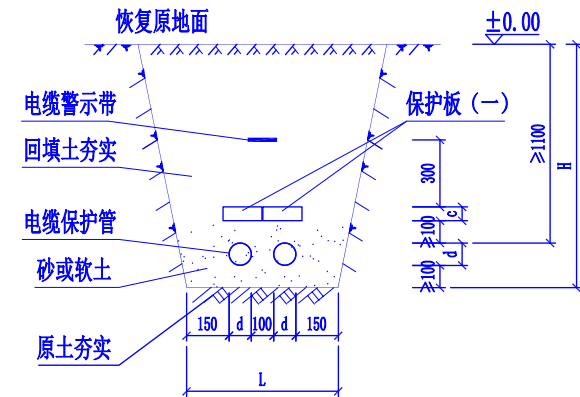 恢复原地面
±0.00
电缆警示带
保护板（一）
回填土夯实
≥1100
H
300
电缆保护管
c
≥100
d
砂或软土
≥100
150 d 100 d 150
原土夯实
L